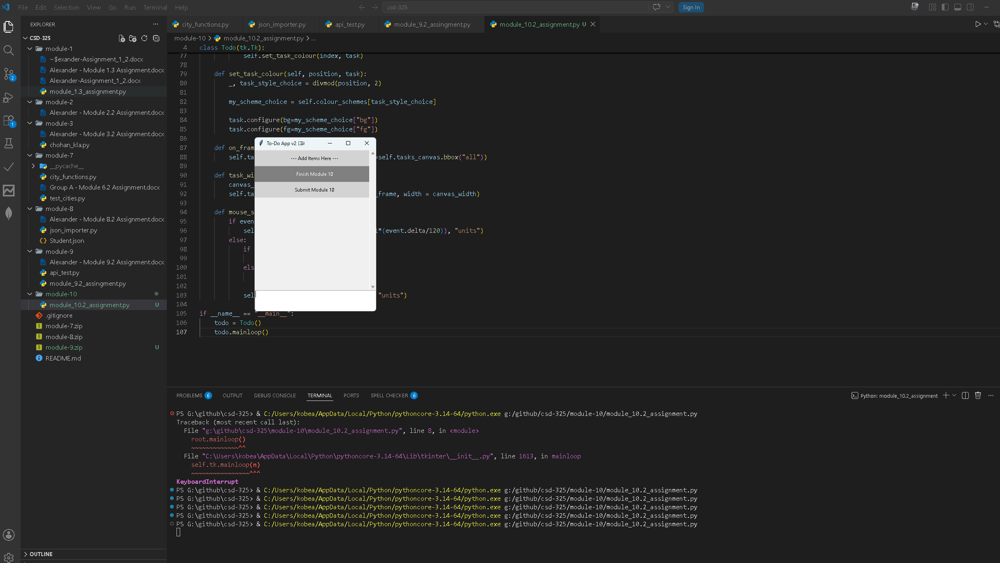 File Edit Selection View Go Run Terminal Help
csd-325
Sign In
EXPLORER
CSD-325
module-1
~$exander-Assignment_1_2.docx
Alexander - Module 1.3 Assignment.docx
Alexander-Assignment_1_2.docx
module_1.3_assignment.py
module-2
Alexander - Module 2.2 Assignment.docx
module-3
Alexander - Module 3.2 Assignment.docx
chohan_kla.py
module-7
__pycache__
city_functions.py
Group A - Module 6.2 Assignment.docx
test_cities.py
module-8
Alexander - Module 8.2 Assignment.docx
json_importer.py
Student.json
module-9
Alexander - Module 9.2 Assignment.docx
api_test.py
module_9.2_assingment.py
module-10
module_10.2_assignment.py U
.gitignore
module-7.zip
module-8.zip
module-9.zip U
README.md
OUTLINE
2
1
city_functions.py json_importer.py api_test.py module_9.2_assingment.py module_10.2_assignment.py U
module-10 > module_10.2_assignment.py > ...
4 class Todo(tk.Tk):
77 self.set_task_colour(index, task)
78
79 def set_task_colour(self, position, task):
80 _, task_style_choice = divmod(position, 2)
81
82 my_scheme_choice = self.colour_schemes[task_style_choice]
83
84 task.configure(bg=my_scheme_choice["bg"])
85 task.configure(fg=my_scheme_choice["fg"])
86
87 def on_fram
88 self.ta =self.tasks_canvas.bbox("all"))
89
90 def task_wi
91 canvas_
92 self.ta _frame, width = canvas_width)
93
94 def mouse_s
95 if even
96 sel 1*(event.delta/120)), "units")
97 else:
98 if
99
100 els
101
102
103 sel "units")
104
105 if __name__ == "__main__":
106 todo = Todo()
107 todo.mainloop()
To-Do App v2
--- Add Items Here ---
Finish Module 10
Submit Module 10
PROBLEMS 6 OUTPUT DEBUG CONSOLE TERMINAL PORTS SPELL CHECKER 6
Python: module_10.2_assignment
PS G:\github\csd-325> & C:/Users/kobea/AppData/Local/Python/pythoncore-3.14-64/python.exe g:/github/csd-325/module-10/module_10.2_assignment.py
Traceback (most recent call last):
File "g:\github\csd-325\module-10\module_10.2_assignment.py", line 8, in <module>
root.mainloop()
~~~~~~~~~~~~~^^
File "C:\Users\kobea\AppData\Local\Python\pythoncore-3.14-64\Lib\tkinter\__init__.py", line 1613, in mainloop
self.tk.mainloop(n)
~~~~~~~~~~~~~~~~^^^
KeyboardInterrupt
PS G:\github\csd-325> & C:/Users/kobea/AppData/Local/Python/pythoncore-3.14-64/python.exe g:/github/csd-325/module-10/module_10.2_assignment.py
PS G:\github\csd-325> & C:/Users/kobea/AppData/Local/Python/pythoncore-3.14-64/python.exe g:/github/csd-325/module-10/module_10.2_assignment.py
PS G:\github\csd-325> & C:/Users/kobea/AppData/Local/Python/pythoncore-3.14-64/python.exe g:/github/csd-325/module-10/module_10.2_assignment.py
PS G:\github\csd-325> & C:/Users/kobea/AppData/Local/Python/pythoncore-3.14-64/python.exe g:/github/csd-325/module-10/module_10.2_assignment.py
PS G:\github\csd-325> & C:/Users/kobea/AppData/Local/Python/pythoncore-3.14-64/python.exe g:/github/csd-325/module-10/module_10.2_assignment.py